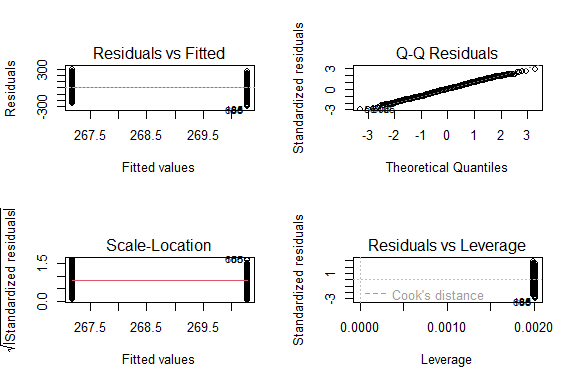 Residuals vs Fitted
Residuals
300
-300
267.5 268.5 269.5
Fitted values
Q-Q Residuals
Standardized residuals
3
0
-3
-3 -2 -1 0 1 2 3
Theoretical Quantiles
Scale-Location
√|Standardized residuals|
1.5
0.0
267.5 268.5 269.5
Fitted values
Residuals vs Leverage
Standardized residuals
1
-3
Cook's distance
0.0000 0.0010 0.0020
Leverage